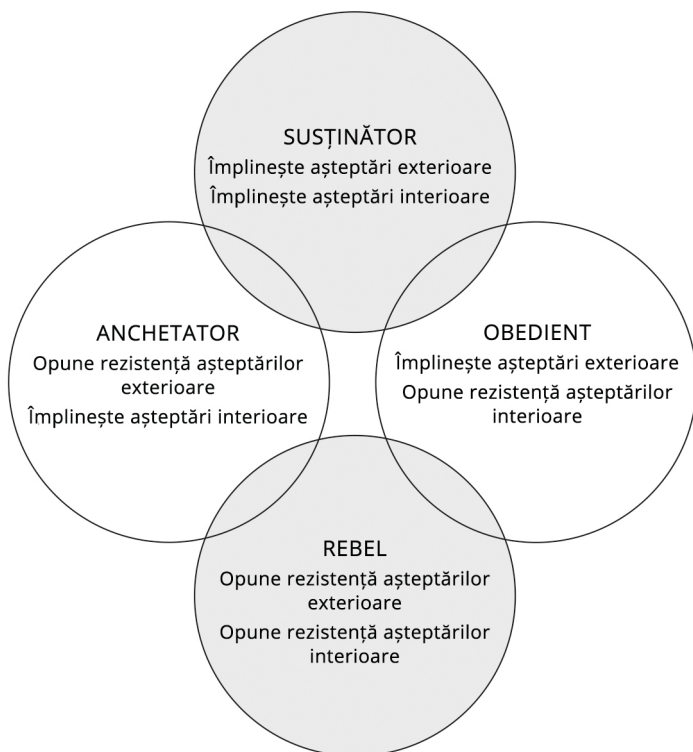 SUSȚINĂTOR
Împlinește așteptări exterioare
Împlinește așteptări interioare
ANCHETATOR
Opune rezistență așteptărilor
exterioare
Împlinește așteptări interioare
OBEDIENT
Împlinește așteptări exterioare
Opune rezistență așteptărilor
interioare
REBEL
Opune rezistență așteptărilor
exterioare
Opune rezistență așteptărilor
interioare